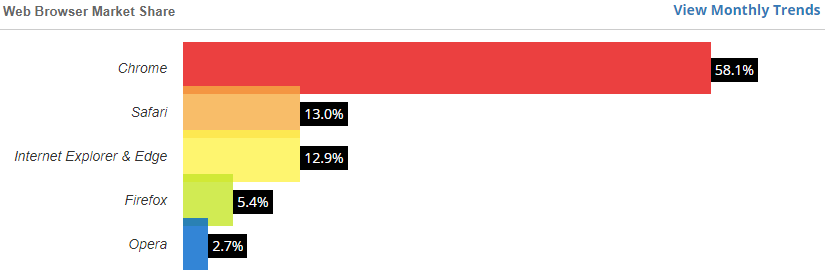 Web Browser Market Share
View Monthly Trends
Chrome 58.1%
Safari 13.0%
Internet Explorer & Edge 12.9%
Firefox 5.4%
Opera 2.7%